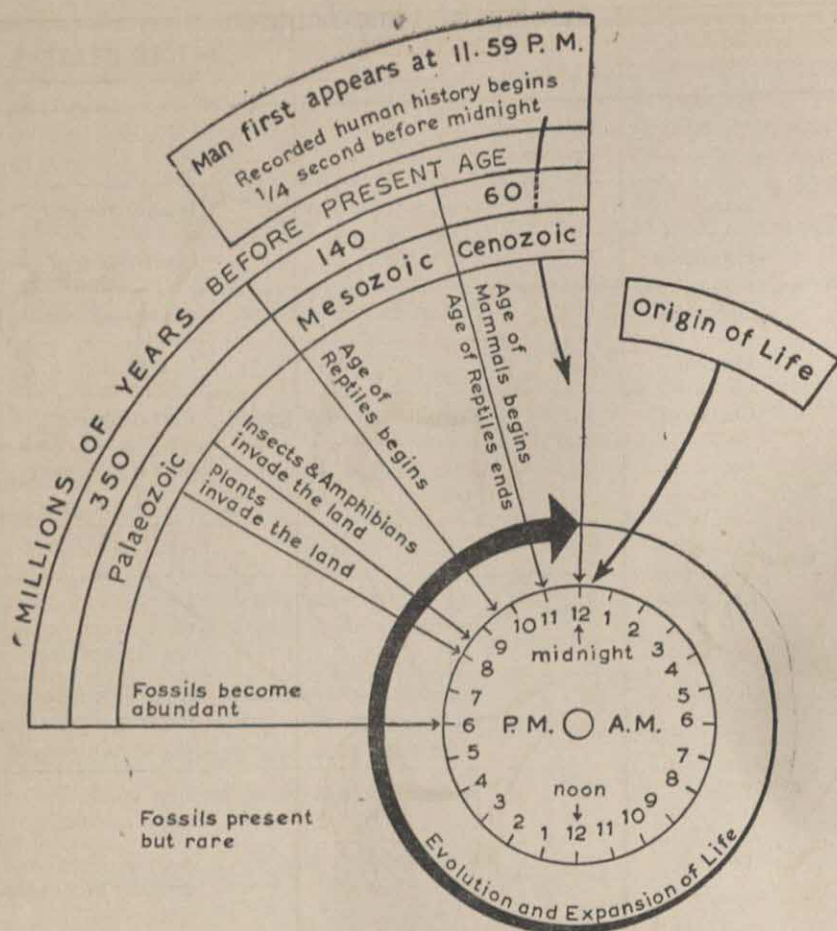 Man first appears at 11.59 P.M.
Recorded human history begins
1/4 second before midnight
MILLIONS OF YEARS BEFORE PRESENT AGE
350
140
60
Palaeozoic
Mesozoic
Cenozoic
Origin of Life
Age of
Mammals begins
Age of Reptiles ends
Age of
Reptiles begins
Insects & Amphibians
invade the land
Plants
invade the land
Fossils become
abundant
Fossils present
but rare
12
1
2
3
4
5
6
7
8
9
10
11
12
1
2
3
4
5
6
7
8
9
10
11
midnight
P.M.
A.M.
noon
Evolution and Expansion of Life